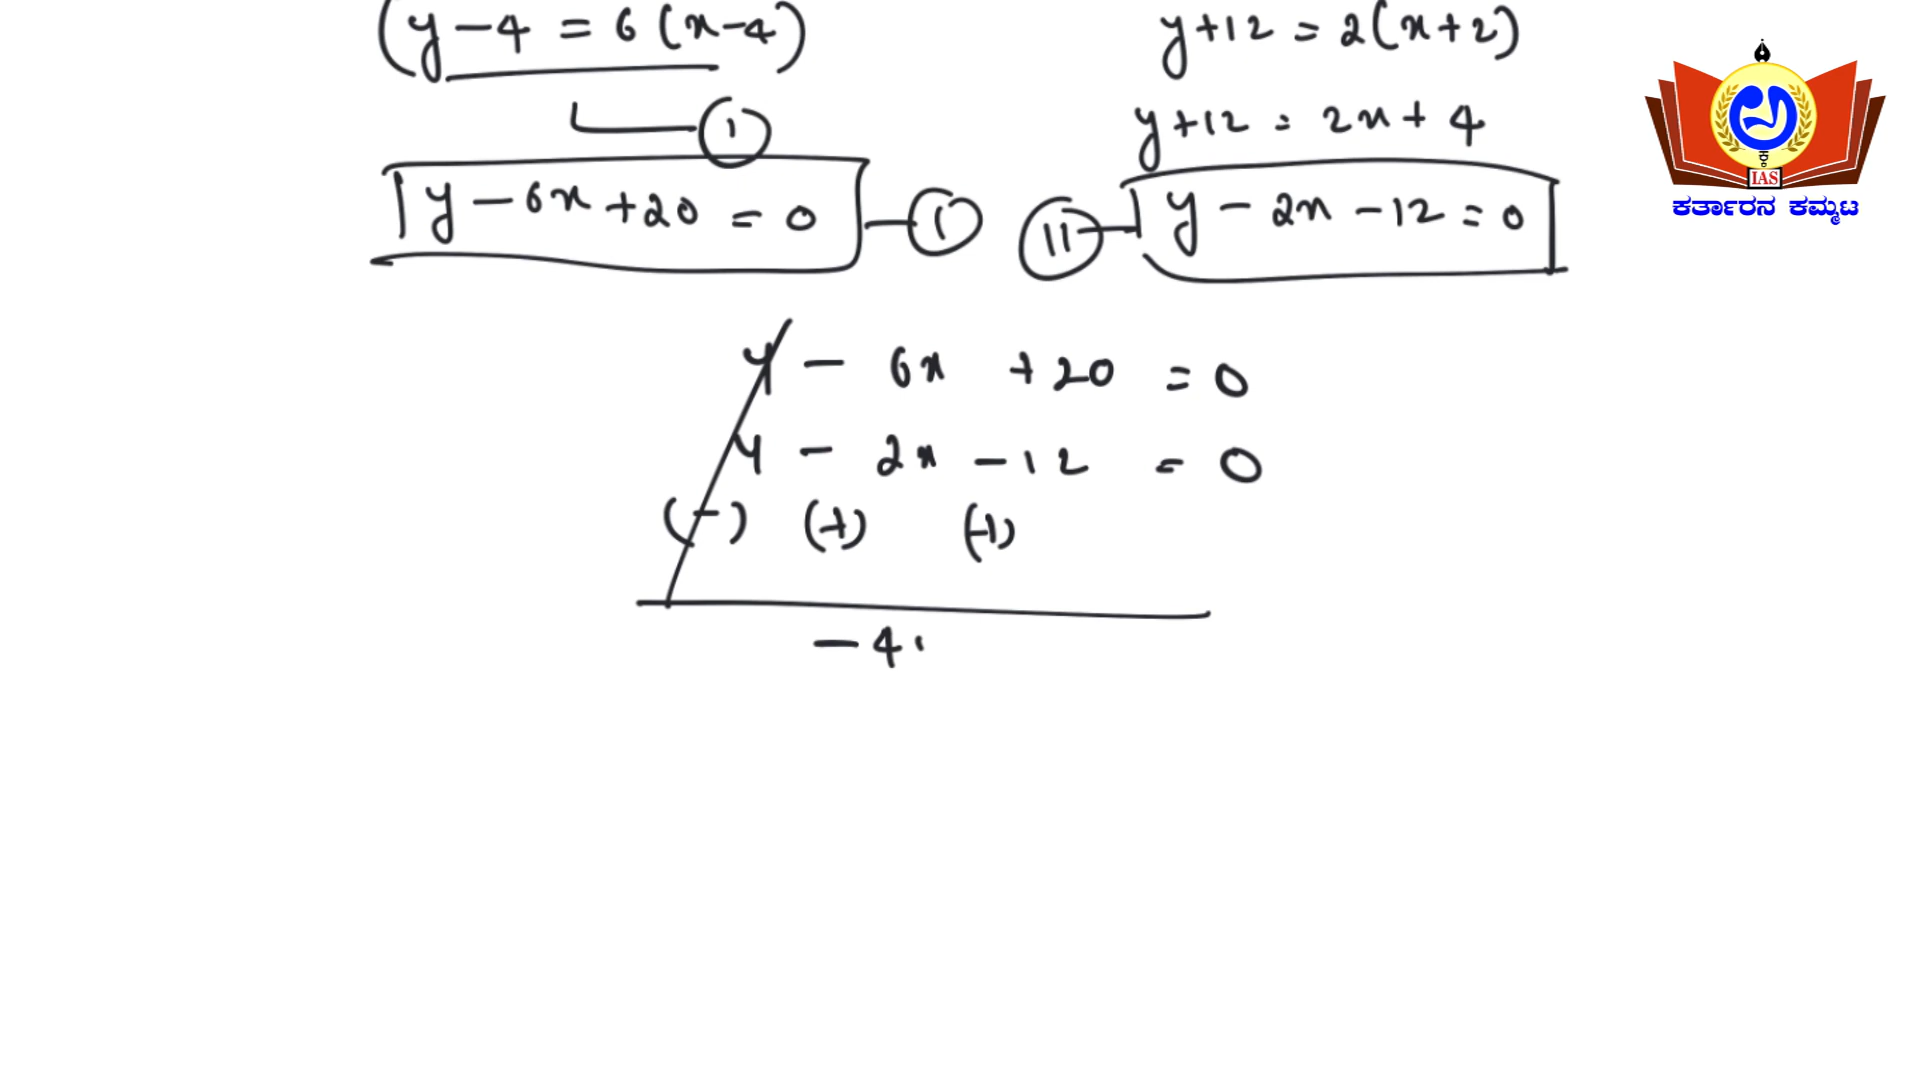 (y-4 = 6(x-4)
y+12 = 2(x+2)
1
y+12 = 2x+4
y-6x+20 = 0
1
11
y-2x-12=0
y - 6x +20 = 0
y - 2x -12 = 0
(-) (+) (+)
-4
IAS
ಕರ್ತಾರನ ಕಮ್ಮಟ